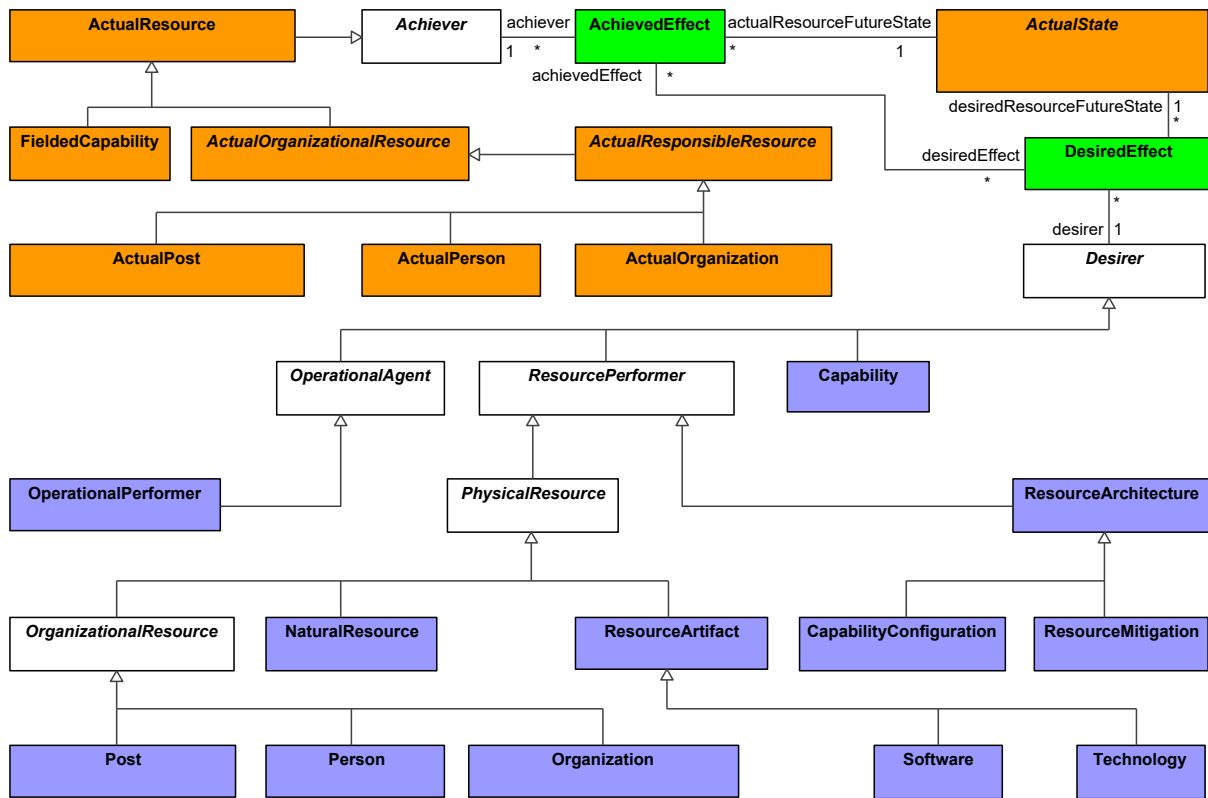 ActualResource
Achiever
achiever
1
*
AchievedEffect
actualResourceFutureState
*
1
ActualState
achievedEffect
*
desiredResourceFutureState
1
*
FieldedCapability
ActualOrganizationalResource
ActualResponsibleResource
desiredEffect
*
DesiredEffect
*
desirer
1
ActualPost
ActualPerson
ActualOrganization
Desirer
OperationalAgent
ResourcePerformer
Capability
OperationalPerformer
PhysicalResource
ResourceArchitecture
OrganizationalResource
NaturalResource
ResourceArtifact
CapabilityConfiguration
ResourceMitigation
Post
Person
Organization
Software
Technology